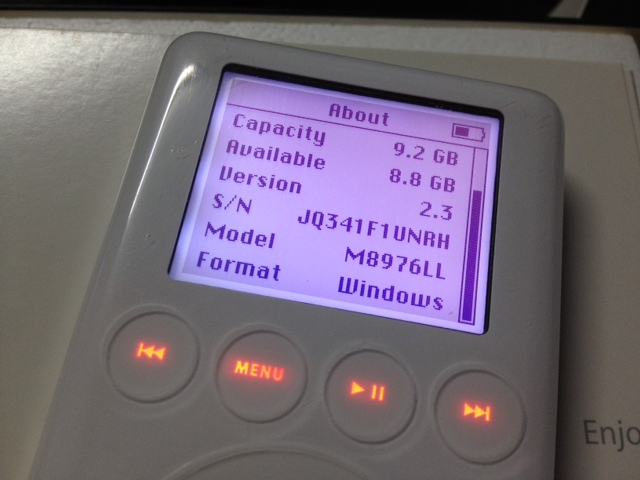 About
Capacity 9.2 GB
Available 8.8 GB
Version 2.3
S/N JQ341F1UNRH
Model M8976LL
Format Windows
MENU
Enjo